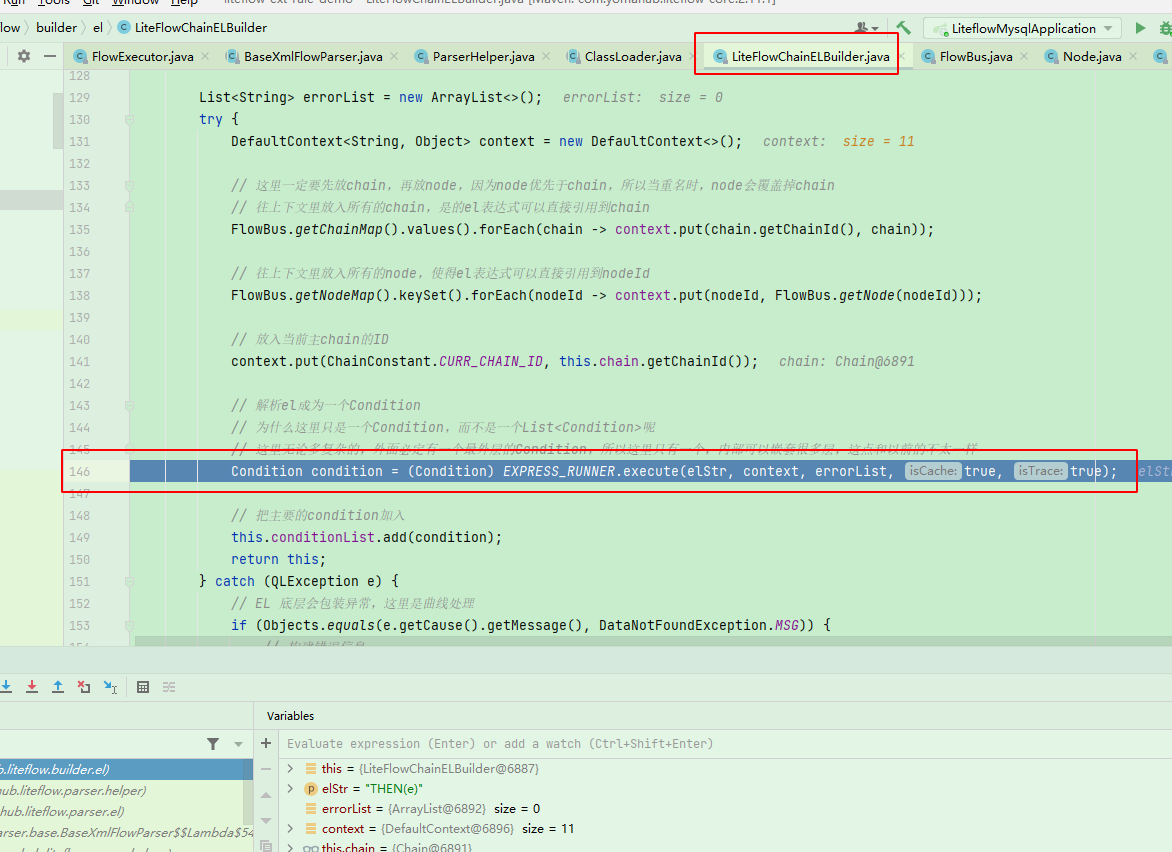 Run Tools Git Window Help liteflow-ext-rule-demo - LiteFlowChainELBuilder.java [Maven: com.yomahub:liteflow-core:2.11.1]
low builder el LiteFlowChainELBuilder LiteflowMysqlApplication
FlowExecutor.java BaseXmlFlowParser.java ParserHelper.java ClassLoader.java LiteFlowChainELBuilder.java FlowBus.java Node.java
128
129 List<String> errorList = new ArrayList<>(); errorList: size = 0
130 try {
131 DefaultContext<String, Object> context = new DefaultContext<>(); context: size = 11
132
133 // 这里一定要先放chain，再放node，因为node优先于chain，所以当重名时，node会覆盖掉chain
134 // 往上下文里放入所有的chain，是的el表达式可以直接引用到chain
135 FlowBus.getChainMap().values().forEach(chain -> context.put(chain.getChainId(), chain));
136
137 // 往上下文里放入所有的node，使得el表达式可以直接引用到nodeId
138 FlowBus.getNodeMap().keySet().forEach(nodeId -> context.put(nodeId, FlowBus.getNode(nodeId)));
139
140 // 放入当前主chain的ID
141 context.put(ChainConstant.CURR_CHAIN_ID, this.chain.getChainId()); chain: Chain@6891
142
143 // 解析el成为一个Condition
144 // 为什么这里只是一个Condition，而不是一个List<Condition>呢
145 // 这里无论多复杂的，外面必定有一个最外层的Condition，所以这里只有一个，内部可以嵌套很多层，这点和以前的不太一样
146 Condition condition = (Condition) EXPRESS_RUNNER.execute(elStr, context, errorList, isCache: true, isTrace: true); elStr
147
148 // 把主要的condition加入
149 this.conditionList.add(condition);
150 return this;
151 } catch (QLException e) {
152 // EL 底层会包装异常，这里是曲线处理
153 if (Objects.equals(e.getCause().getMessage(), DataNotFoundException.MSG)) {
154 // 构建错误信息
Variables
Evaluate expression (Enter) or add a watch (Ctrl+Shift+Enter)
b.liteflow.builder.el)
hub.liteflow.parser.helper)
hub.liteflow.parser.el)
arser.base.BaseXmlFlowParser$$Lambda$54
this = {LiteFlowChainELBuilder@6887}
elStr = "THEN(e)"
errorList = {ArrayList@6892} size = 0
context = {DefaultContext@6896} size = 11
this.chain = {Chain@6891}